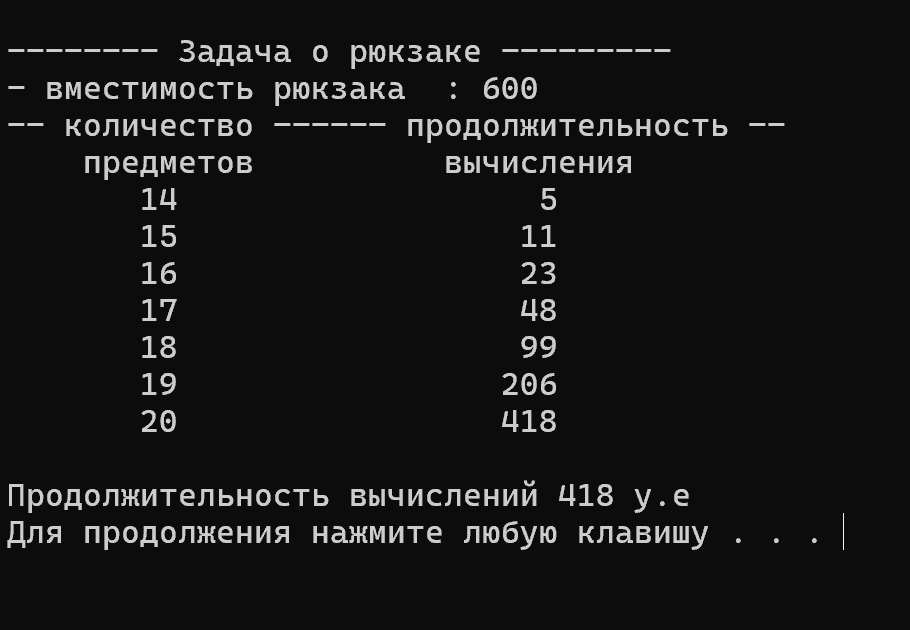 -------- Задача о рюкзаке ---------
- вместимость рюкзака  : 600
-- количество ------ продолжительность --
    предметов          вычисления
       14                   5
       15                  11
       16                  23
       17                  48
       18                  99
       19                 206
       20                 418

Продолжительность вычислений 418 у.е
Для продолжения нажмите любую клавишу . . .